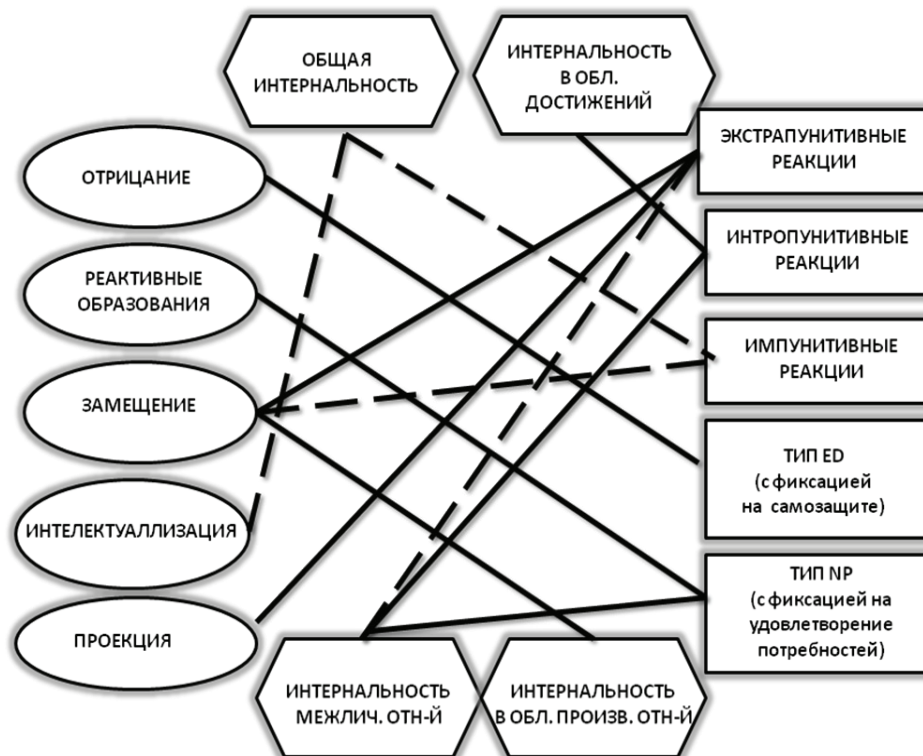 ОБЩАЯ
ИНТЕРНАЛЬНОСТЬ
ИНТЕРНАЛЬНОСТЬ
В ОБЛ.
ДОСТИЖЕНИЙ
ОТРИЦАНИЕ
РЕАКТИВНЫЕ
ОБРАЗОВАНИЯ
ЗАМЕЩЕНИЕ
ИНТЕЛЕКТУАЛЛИЗАЦИЯ
ПРОЕКЦИЯ
ЭКСТРАПУНИТИВНЫЕ
РЕАКЦИИ
ИНТРОПУНИТИВНЫЕ
РЕАКЦИИ
ИМПУНИТИВНЫЕ
РЕАКЦИИ
ТИП ED
(с фиксацией
на самозащите)
ТИП NP
(с фиксацией на
удовлетворение
потребностей)
ИНТЕРНАЛЬНОСТЬ
МЕЖЛИЧ. ОТН-Й
ИНТЕРНАЛЬНОСТЬ
В ОБЛ. ПРОИЗВ. ОТН-Й